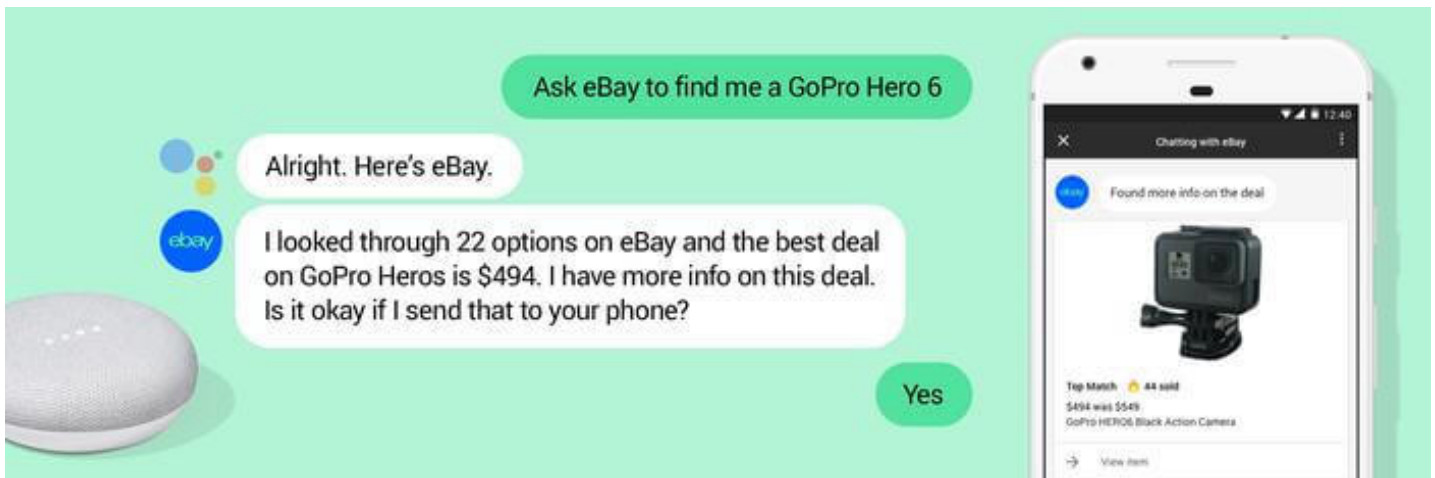 Ask eBay to find me a GoPro Hero 6
Alright. Here's eBay.
ebay
I looked through 22 options on eBay and the best deal
on GoPro Heros is $494. I have more info on this deal.
Is it okay if I send that to your phone?
Yes
12:40
Chatting with eBay
ebay
Found more info on the deal
Top Match 44 sold
$494 was $549
GoPro HERO6 Black Action Camera
View item